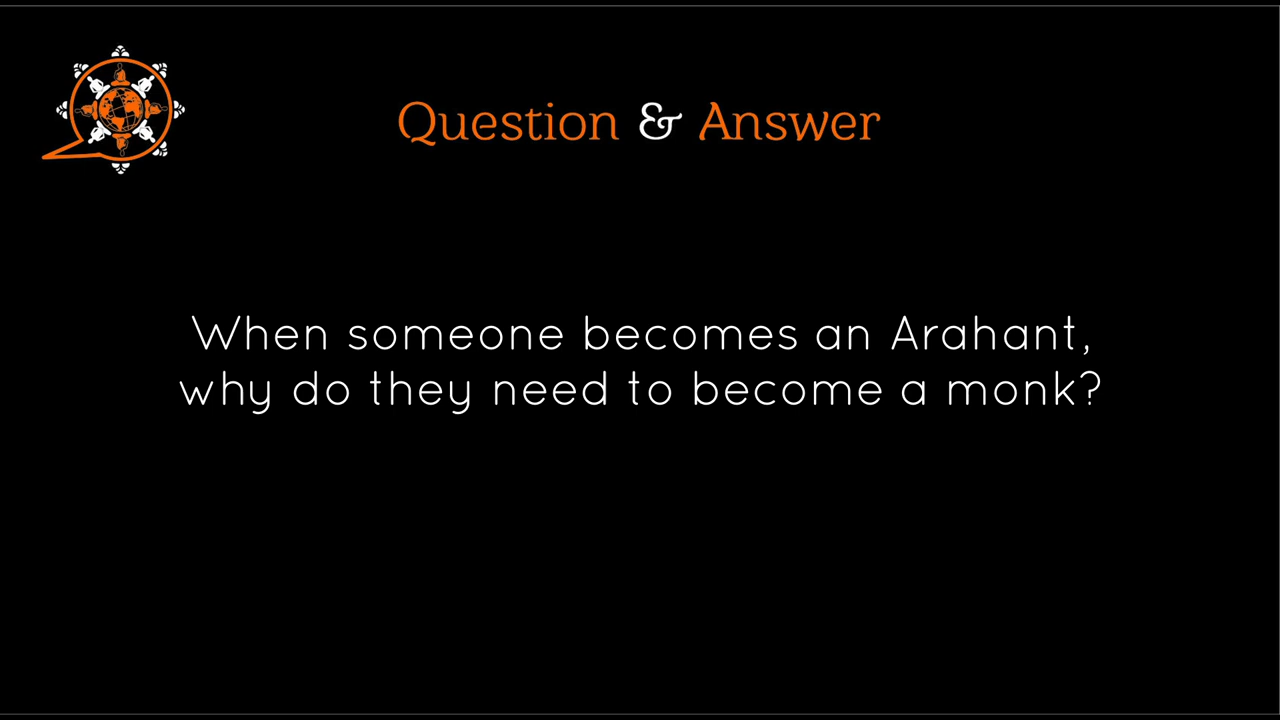 Question & Answer
When someone becomes an Arahant,
why do they need to become a monk?